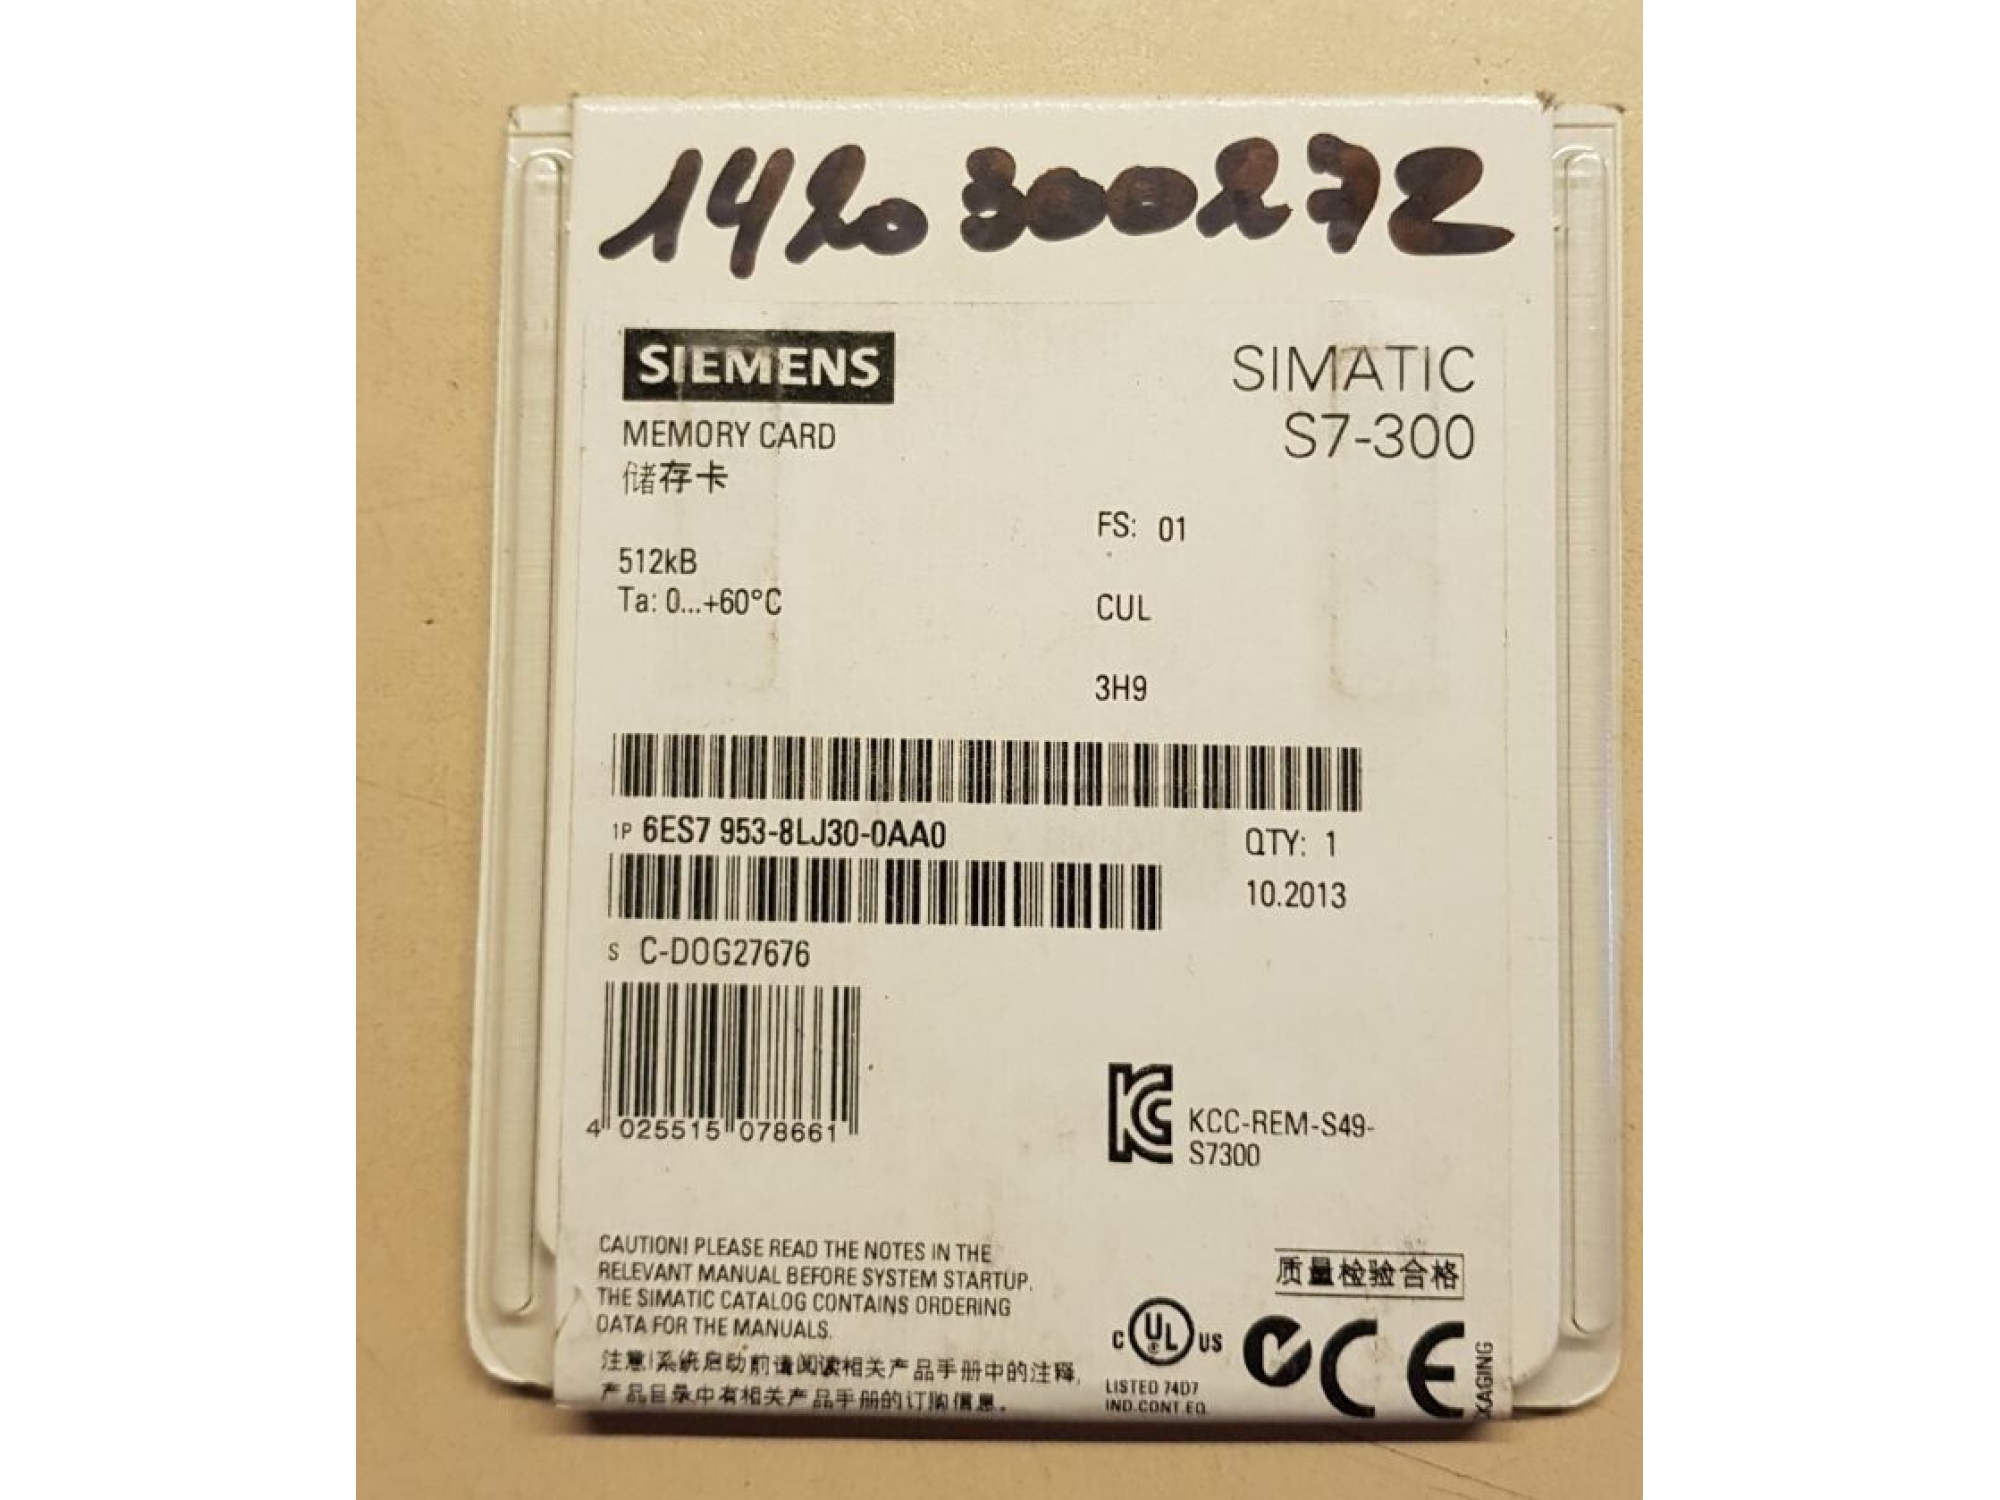 1420300272
SIEMENS
SIMATIC
S7-300
MEMORY CARD
储存卡
FS: 01
512kB
Ta: 0...+60°C
CUL
3H9
1P 6ES7 953-8LJ30-0AA0
QTY: 1
10.2013
S C-DOG27676
4 025515 078661
KCC-REM-S49-
S7300
CAUTION! PLEASE READ THE NOTES IN THE
RELEVANT MANUAL BEFORE SYSTEM STARTUP.
THE SIMATIC CATALOG CONTAINS ORDERING
DATA FOR THE MANUALS.
注意!系统启动前请阅读相关产品手册中的注释,
产品目录中有相关产品手册的订购信息。
质量检验合格
C UL US
LISTED 74D7
IND.CONT.EQ.
CE